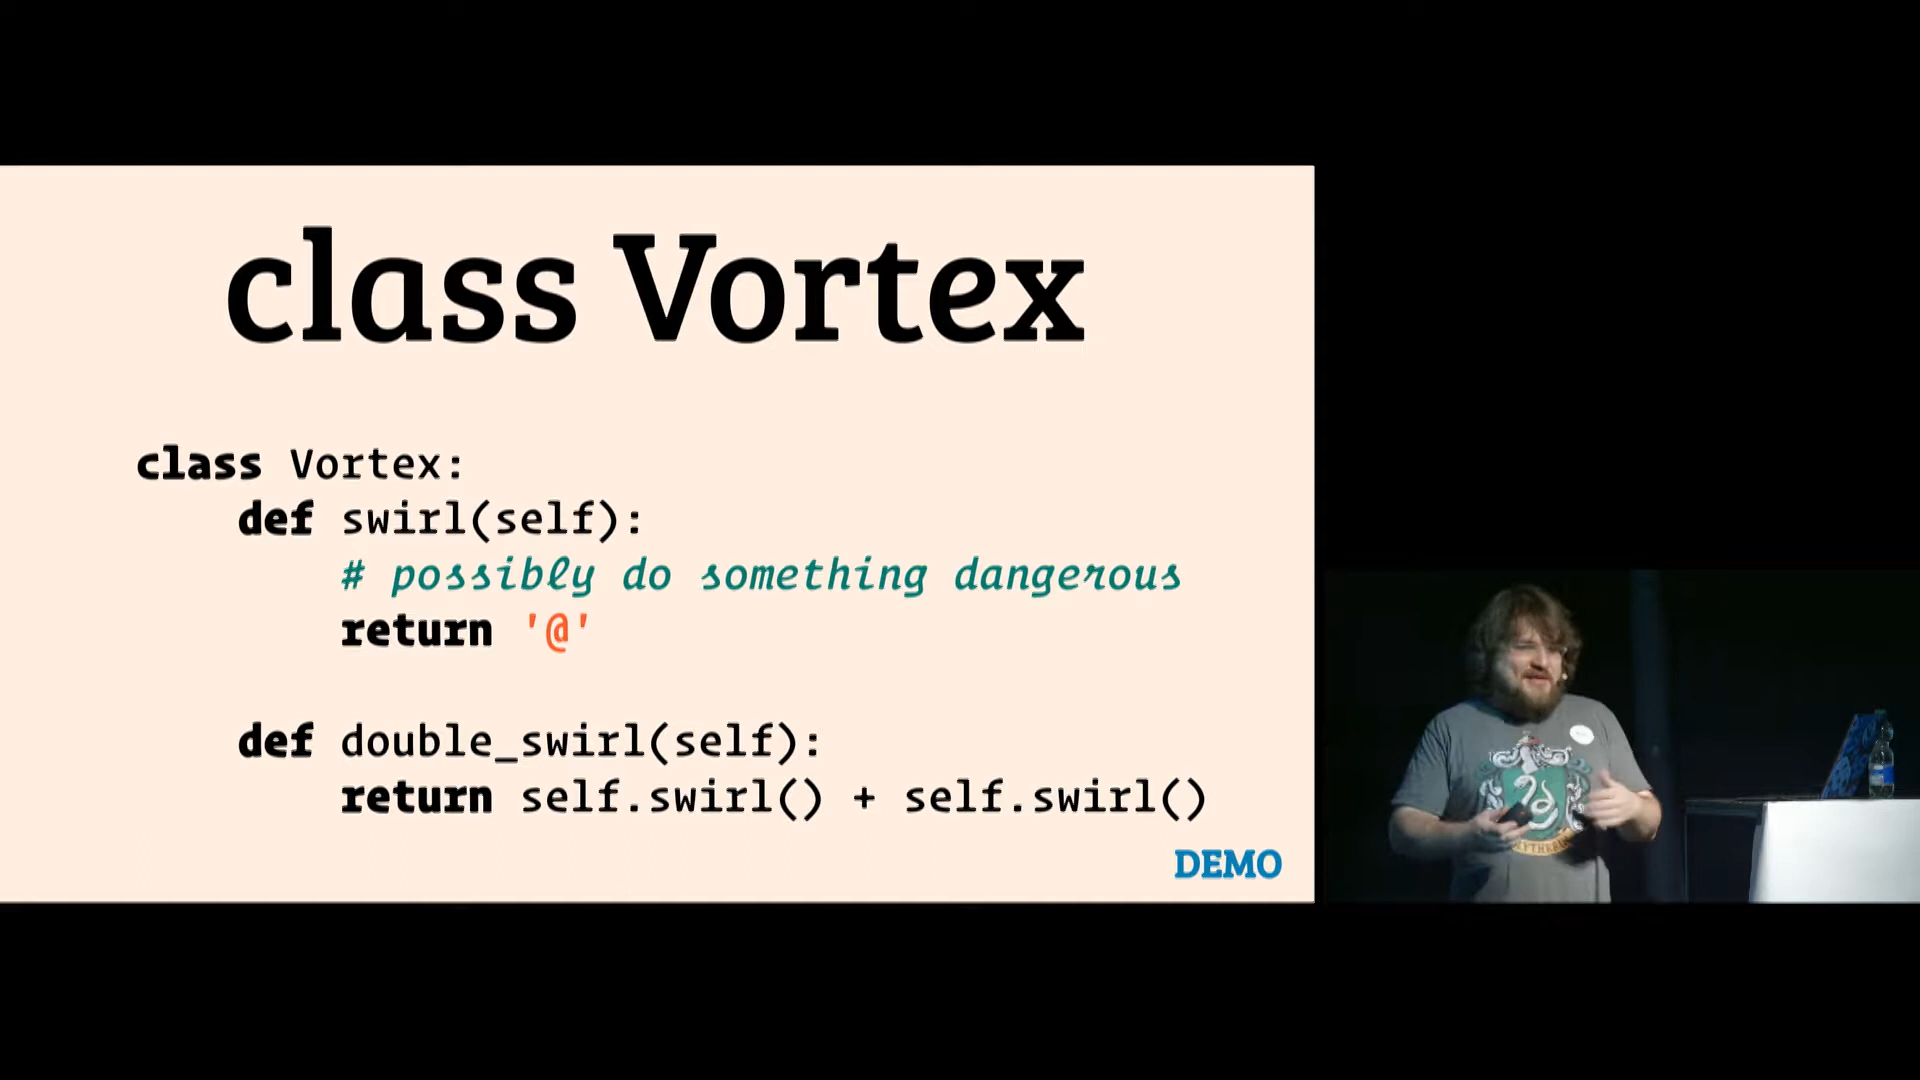 class Vortex
class Vortex:
    def swirl(self):
        # possibly do something dangerous
        return '@'
    def double_swirl(self):
        return self.swirl() + self.swirl()
DEMO